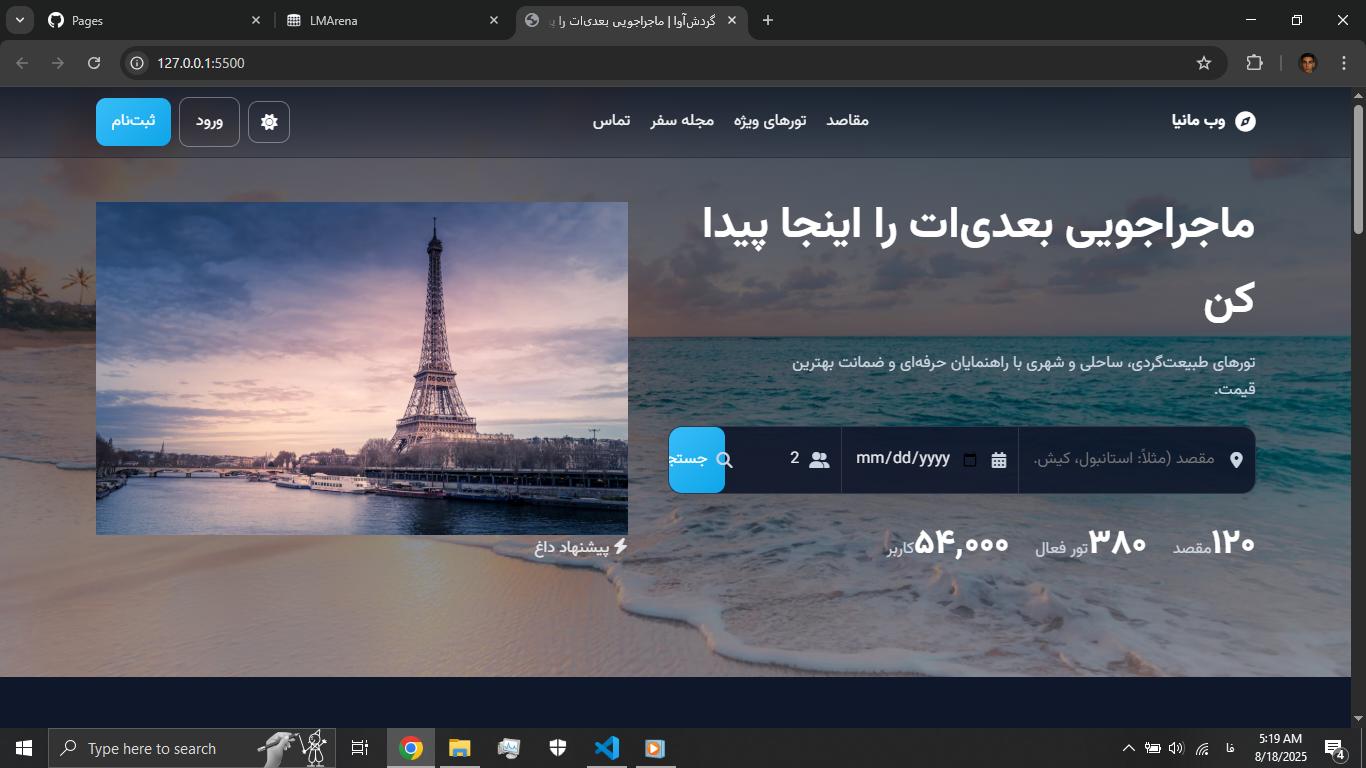 Pages
LMArena
گردش‌آوا | ماجراجویی بعدی‌ات را
127.0.0.1:5500
وب مانیا
مقاصد
تورهای ویژه
مجله سفر
تماس
ورود
ثبت‌نام
ماجراجویی بعدی‌ات را اینجا پیدا
کن
تورهای طبیعت‌گردی، ساحلی و شهری با راهنمایان حرفه‌ای و ضمانت بهترین
قیمت.
مقصد (مثلاً: استانبول، کیش.
mm/dd/yyyy
2
جستج
۱۲۰ مقصد
۳۸۰ تور فعال
۵۴,۰۰۰ کاربر
پیشنهاد داغ
Type here to search
فا
5:19 AM
8/18/2025
4